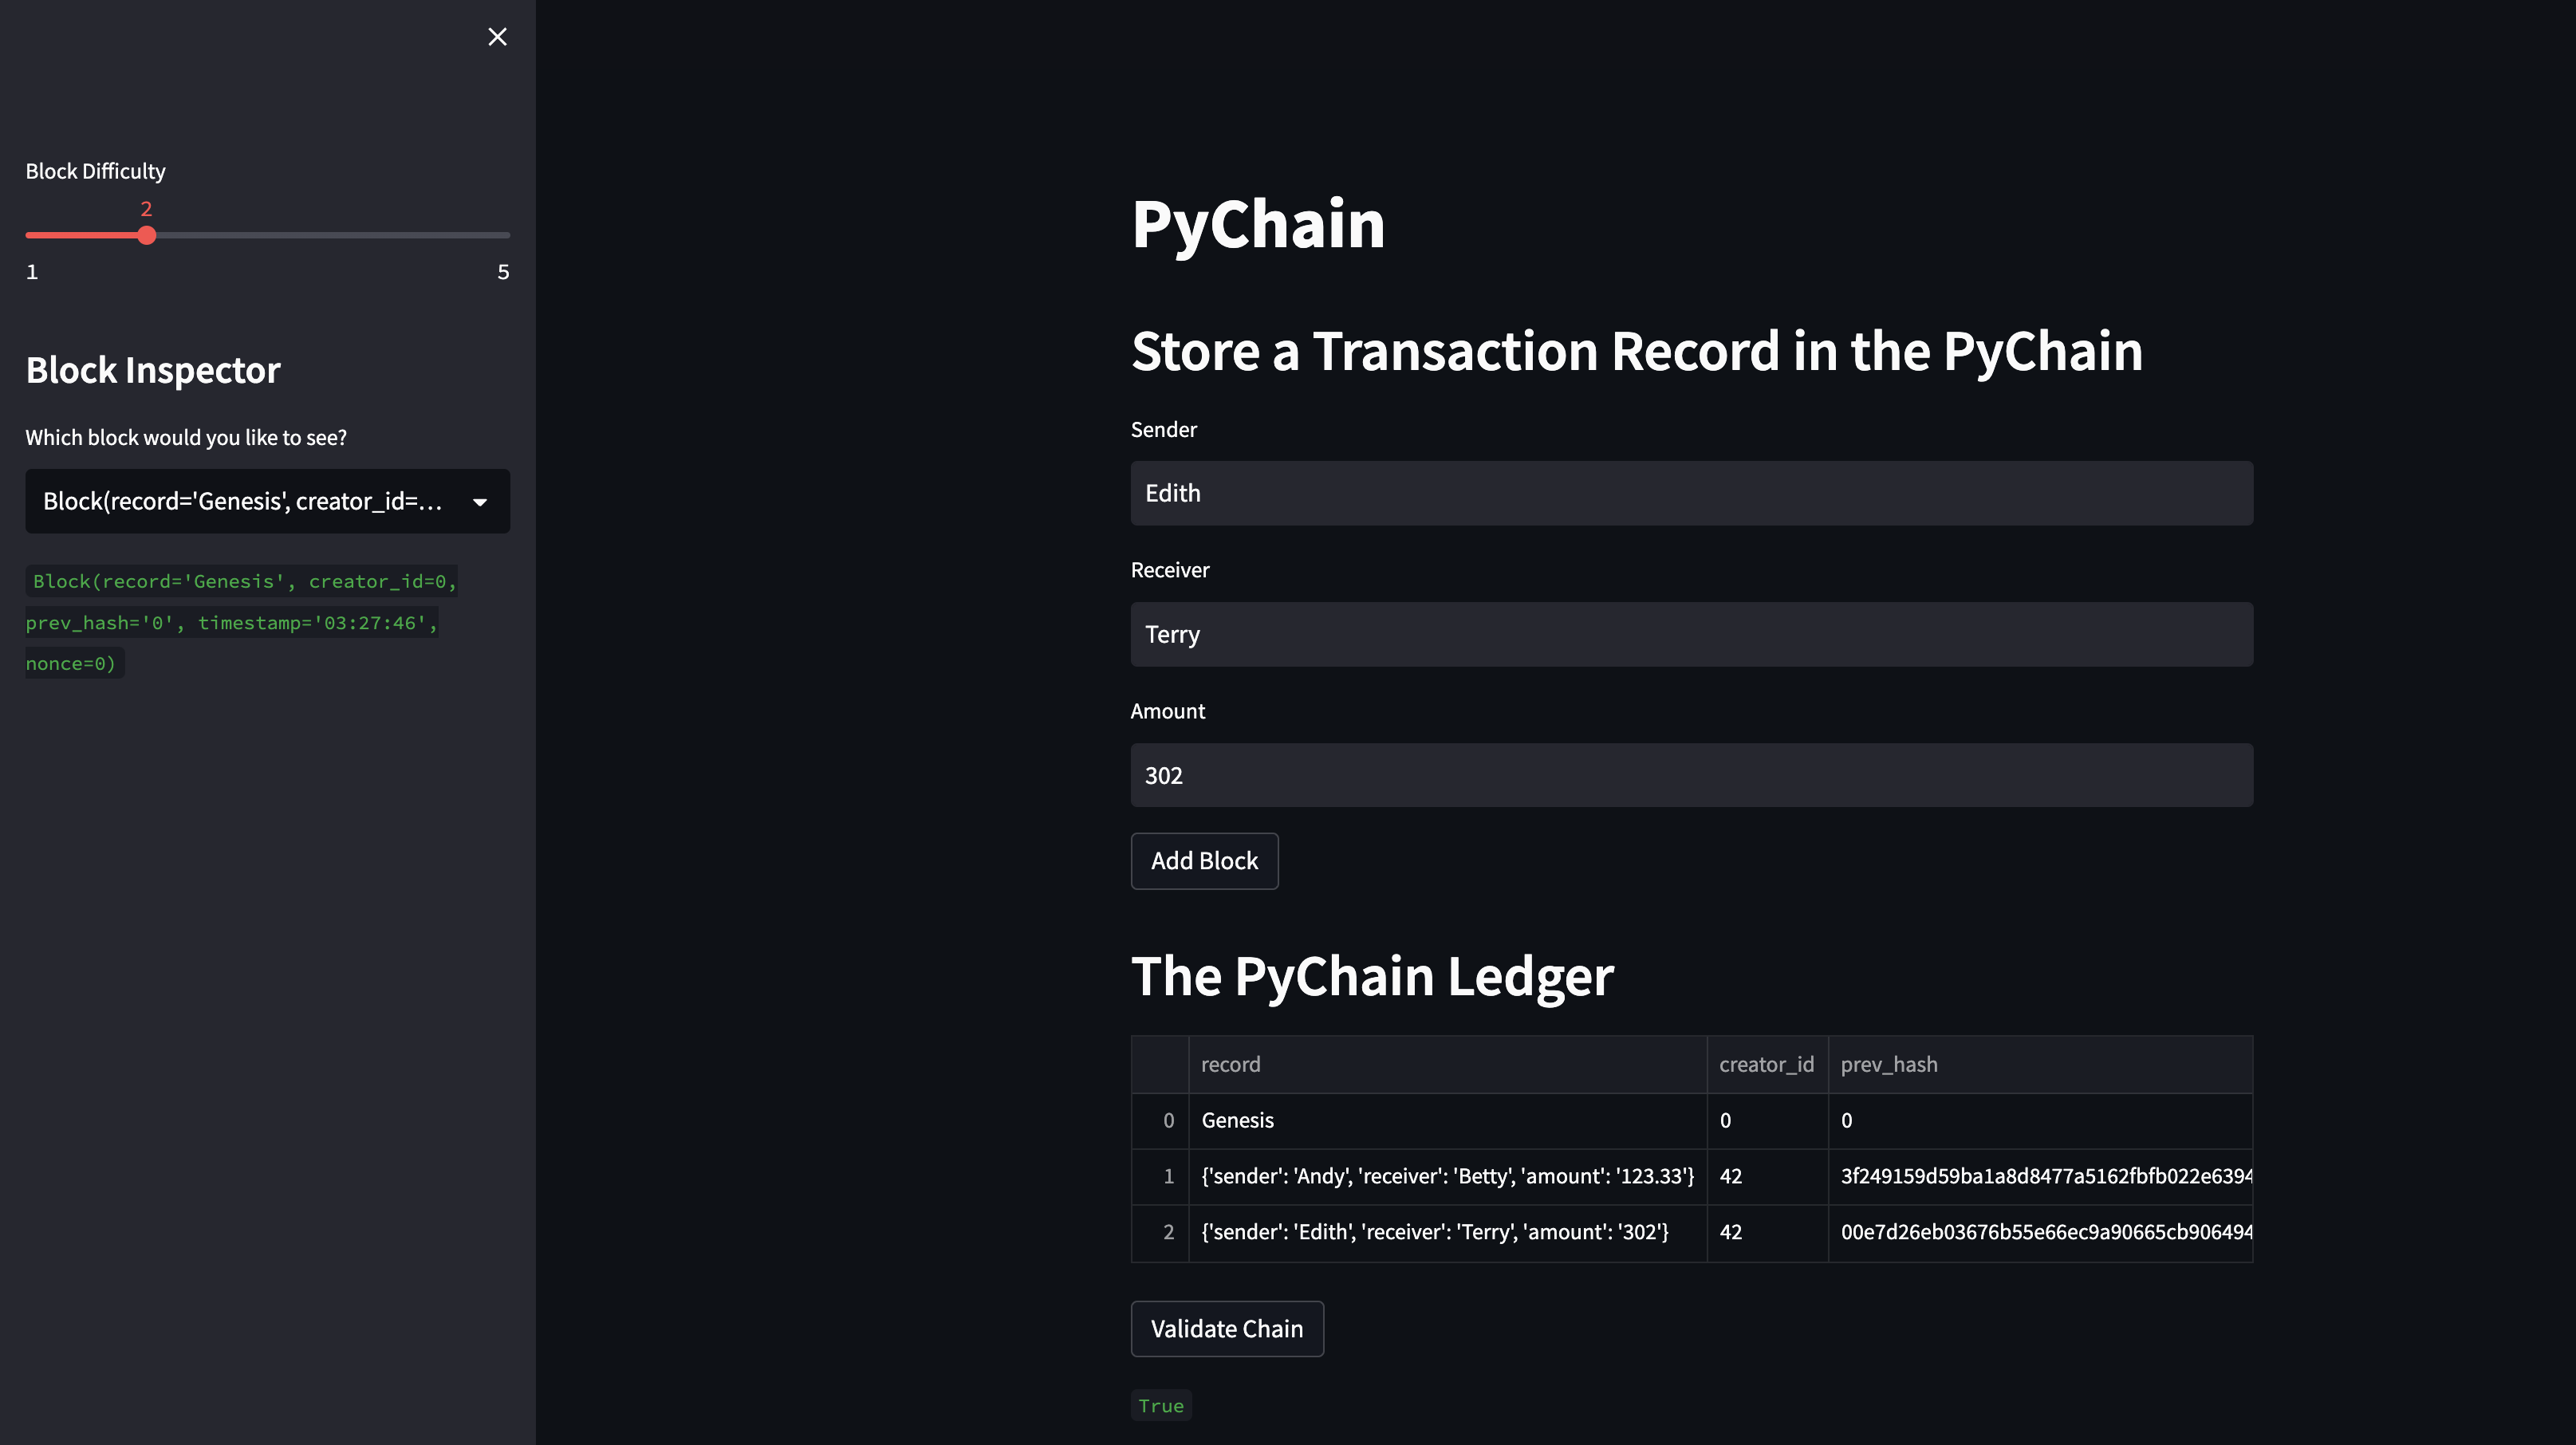 Block Difficulty
2
1 5
Block Inspector
Which block would you like to see?
Block(record='Genesis', creator_id=...
Block(record='Genesis', creator_id=0,
prev_hash='0', timestamp='03:27:46',
nonce=0)
PyChain
Store a Transaction Record in the PyChain
Sender
Edith
Receiver
Terry
Amount
302
Add Block
The PyChain Ledger
record creator_id prev_hash
0 Genesis 0 0
1 {'sender': 'Andy', 'receiver': 'Betty', 'amount': '123.33'} 42 3f249159d59ba1a8d8477a5162fbfb022e6394
2 {'sender': 'Edith', 'receiver': 'Terry', 'amount': '302'} 42 00e7d26eb03676b55e66ec9a90665cb906494
Validate Chain
True